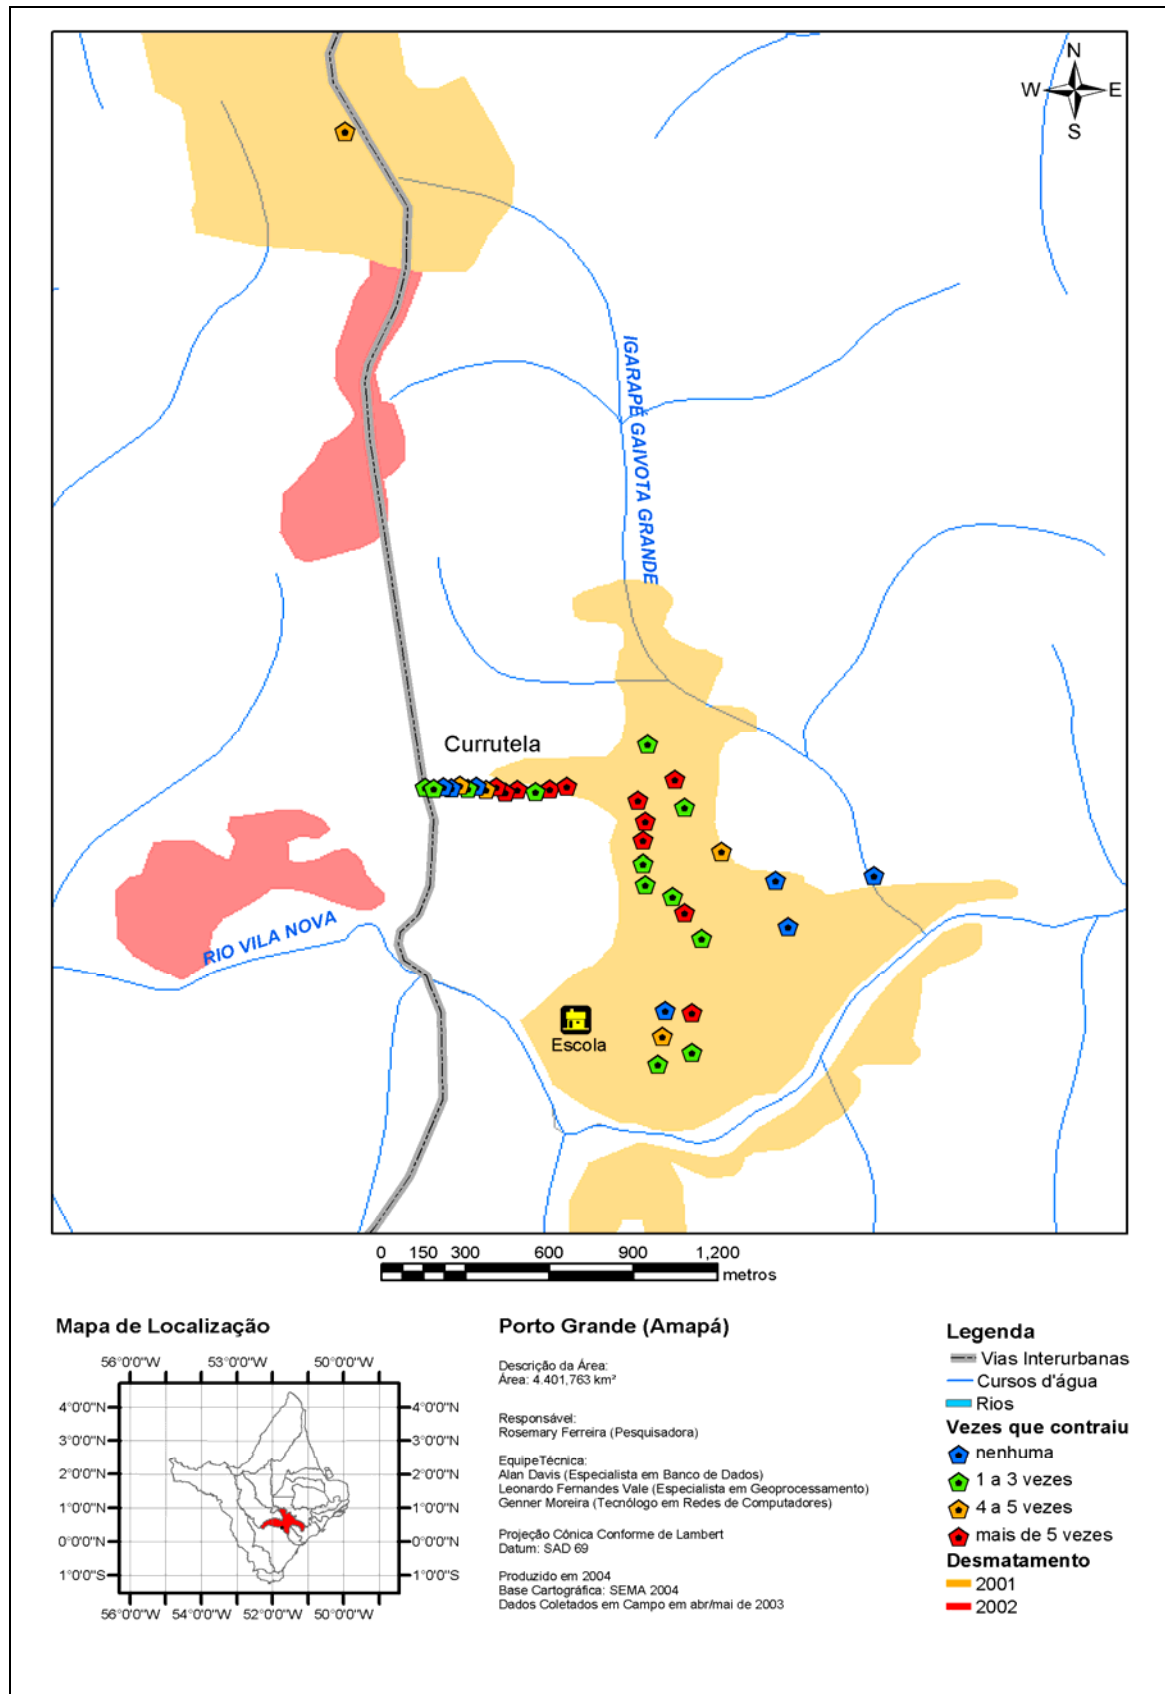 N
W E
S
IGARAPÉ GAIVOTA GRANDE
Currutela
RIO VILA NOVA
Escola
0 150 300 600 900 1,200
metros
Mapa de Localização
56°0'0"W 53°0'0"W 50°0'0"W
4°0'0"N 4°0'0"N
3°0'0"N 3°0'0"N
2°0'0"N 2°0'0"N
1°0'0"N 1°0'0"N
0°0'0"N 0°0'0"N
1°0'0"S 1°0'0"S
56°0'0"W 54°0'0"W 52°0'0"W 50°0'0"W
Porto Grande (Amapá)
Descrição da Área:
Área: 4.401,763 km²
Responsável:
Rosemary Ferreira (Pesquisadora)
EquipeTécnica:
Alan Davis (Especialista em Banco de Dados)
Leonardo Fernandes Vale (Especialista em Geoprocessamento)
Genner Moreira (Tecnólogo em Redes de Computadores)
Projeção Cônica Conforme de Lambert
Datum: SAD 69
Produzido em 2004
Base Cartográfica: SEMA 2004
Dados Coletados em Campo em abr/mai de 2003
Legenda
Vias Interurbanas
Cursos d'água
Rios
Vezes que contraiu
nenhuma
1 a 3 vezes
4 a 5 vezes
mais de 5 vezes
Desmatamento
2001
2002